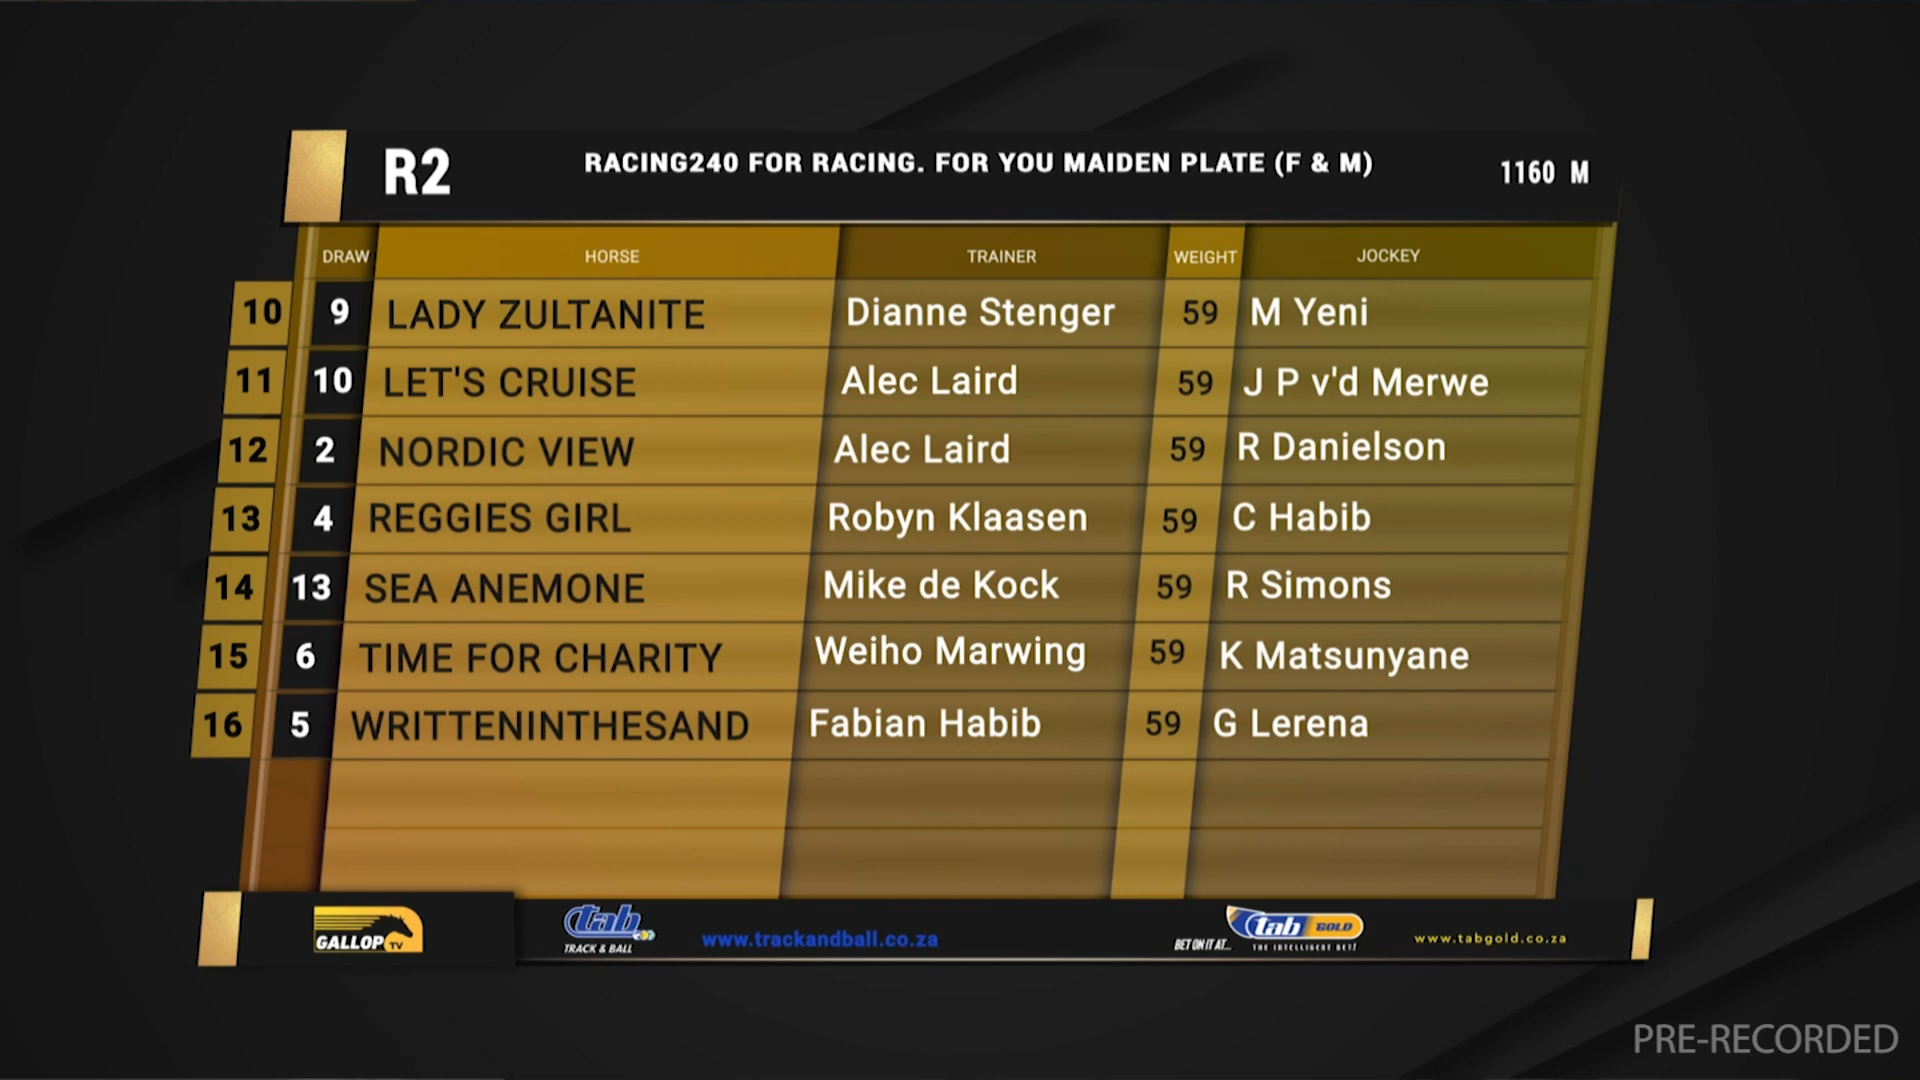 R2 RACING240 FOR RACING. FOR YOU MAIDEN PLATE (F & M) 1160 M
DRAW HORSE TRAINER WEIGHT JOCKEY
10 9 LADY ZULTANITE Dianne Stenger 59 M Yeni
11 10 LET'S CRUISE Alec Laird 59 J P v'd Merwe
12 2 NORDIC VIEW Alec Laird 59 R Danielson
13 4 REGGIES GIRL Robyn Klaasen 59 C Habib
14 13 SEA ANEMONE Mike de Kock 59 R Simons
15 6 TIME FOR CHARITY Weiho Marwing 59 K Matsunyane
16 5 WRITTENINTHESAND Fabian Habib 59 G Lerena
GALLOP TV
tab
TRACK & BALL
www.trackandball.co.za
BET ON IT AT...
tab GOLD
THE INTELLIGENT BET!
www.tabgold.co.za
PRE-RECORDED